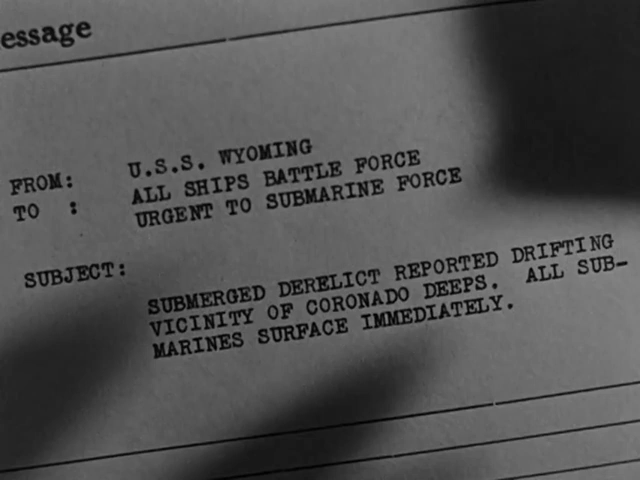 essage
FROM: U.S.S. WYOMING
TO : ALL SHIPS BATTLE FORCE
URGENT TO SUBMARINE FORCE
SUBJECT:
SUBMERGED DERELICT REPORTED DRIFTING
VICINITY OF CORONADO DEEPS. ALL SUB-
MARINES SURFACE IMMEDIATELY.